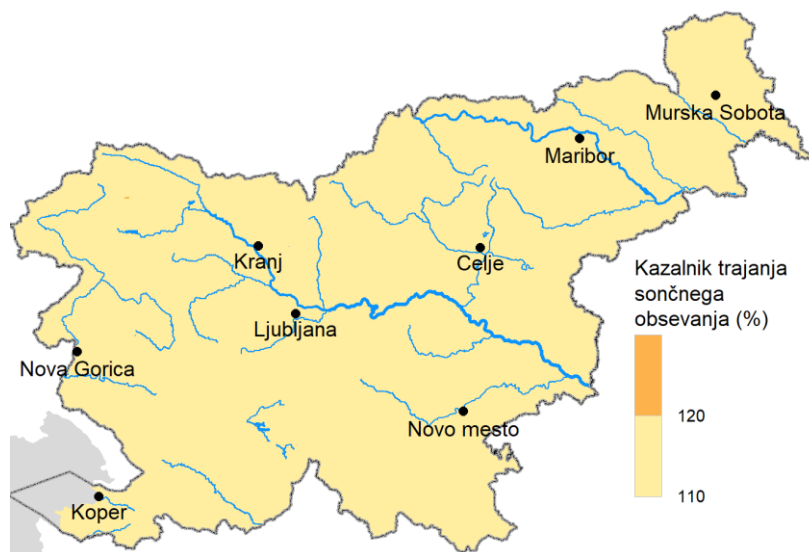 Murska Sobota
Maribor
Kranj
Celje
Kazalnik trajanja
sončnega
obsevanja (%)
Ljubljana
Nova Gorica
120
Novo mesto
110
Koper